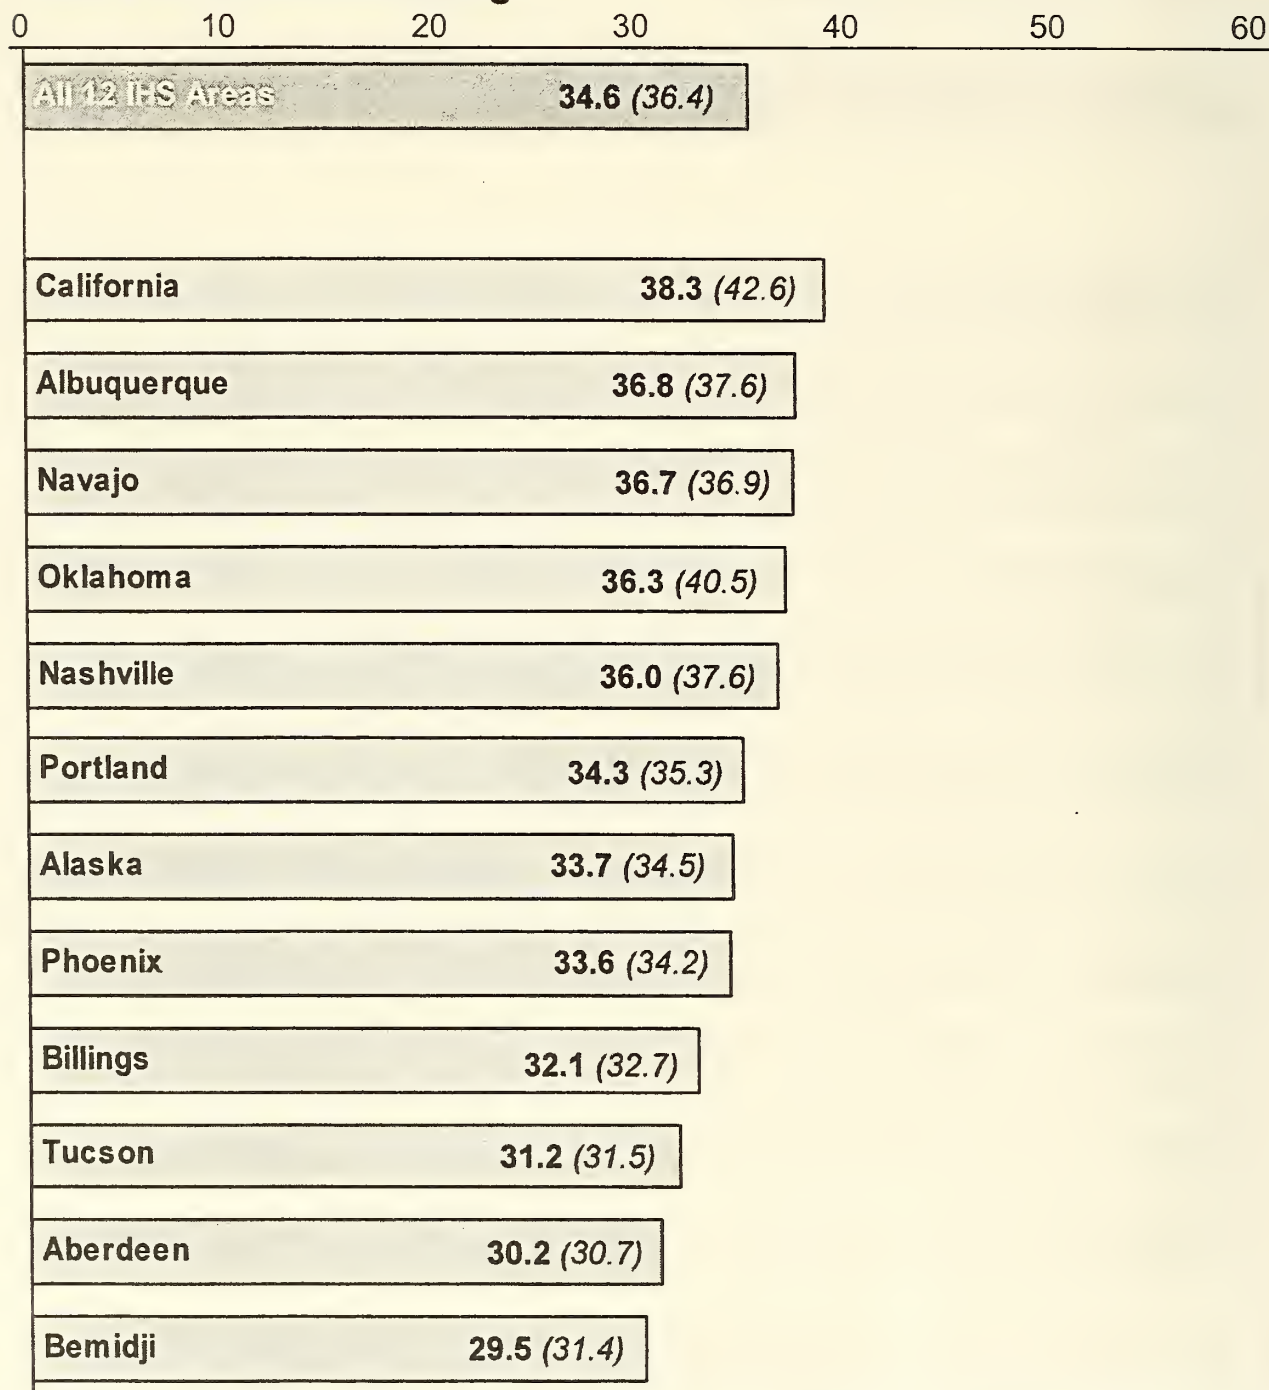 0 10 20 30 40 50 60
All 12 IHS Areas 34.6 (36.4)
California 38.3 (42.6)
Albuquerque 36.8 (37.6)
Navajo 36.7 (36.9)
Oklahoma 36.3 (40.5)
Nashville 36.0 (37.6)
Portland 34.3 (35.3)
Alaska 33.7 (34.5)
Phoenix 33.6 (34.2)
Billings 32.1 (32.7)
Tucson 31.2 (31.5)
Aberdeen 30.2 (30.7)
Bemidji 29.5 (31.4)